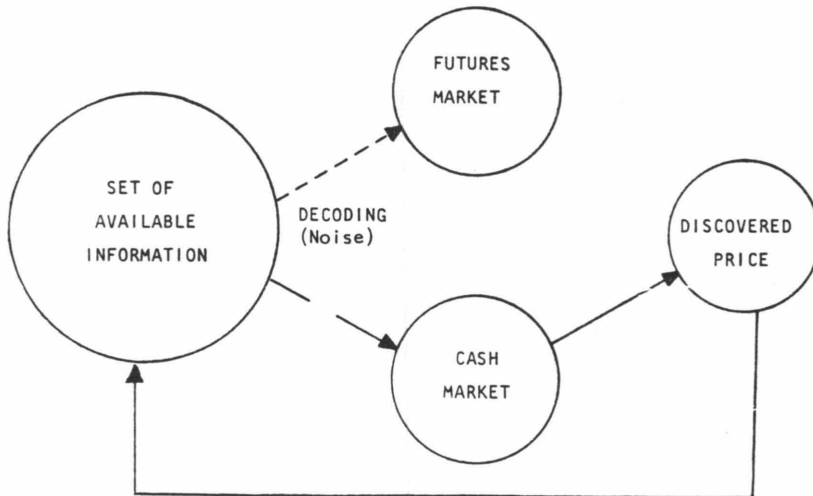 FUTURES
MARKET
SET OF
AVAILABLE
INFORMATION
DECODING
(Noise)
DISCOVERED
PRICE
CASH
MARKET